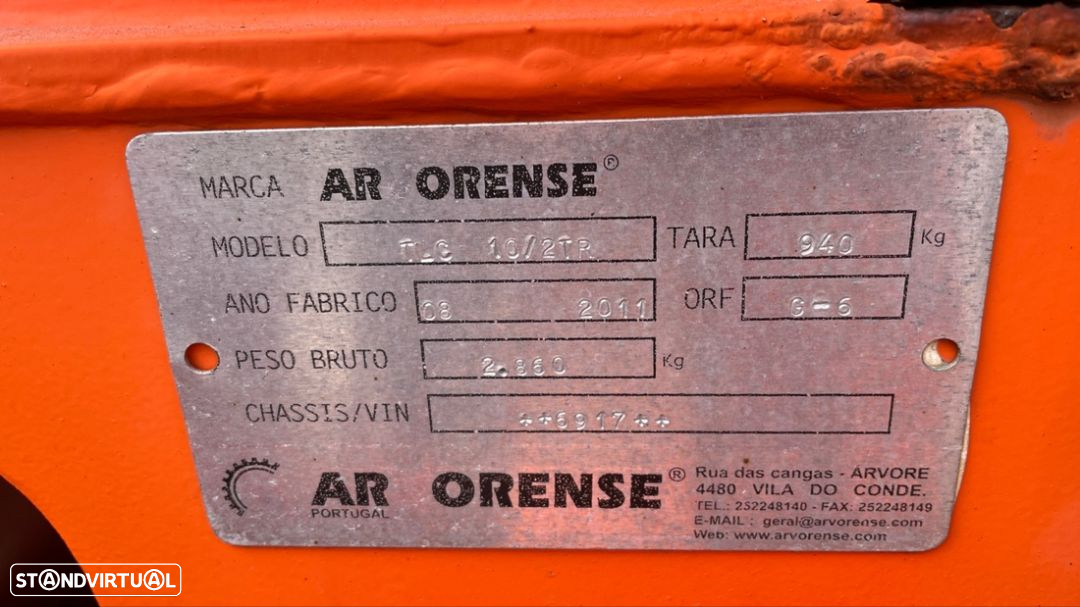 MARCA AR ORENSE®
MODELO TLC 10/2TR TARA 940 Kg
ANO FABRICO 08 2011 ORF G-6
PESO BRUTO 2.860 Kg
CHASSIS/VIN **6917**
AR ORENSE®
PORTUGAL
Rua das cangas - ÁRVORE
4480 VILA DO CONDE.
TEL.: 252248140 - FAX: 252248149
E-MAIL : geral@arvorense.com
Web: www.arvorense.com
STANDVIRTUAL